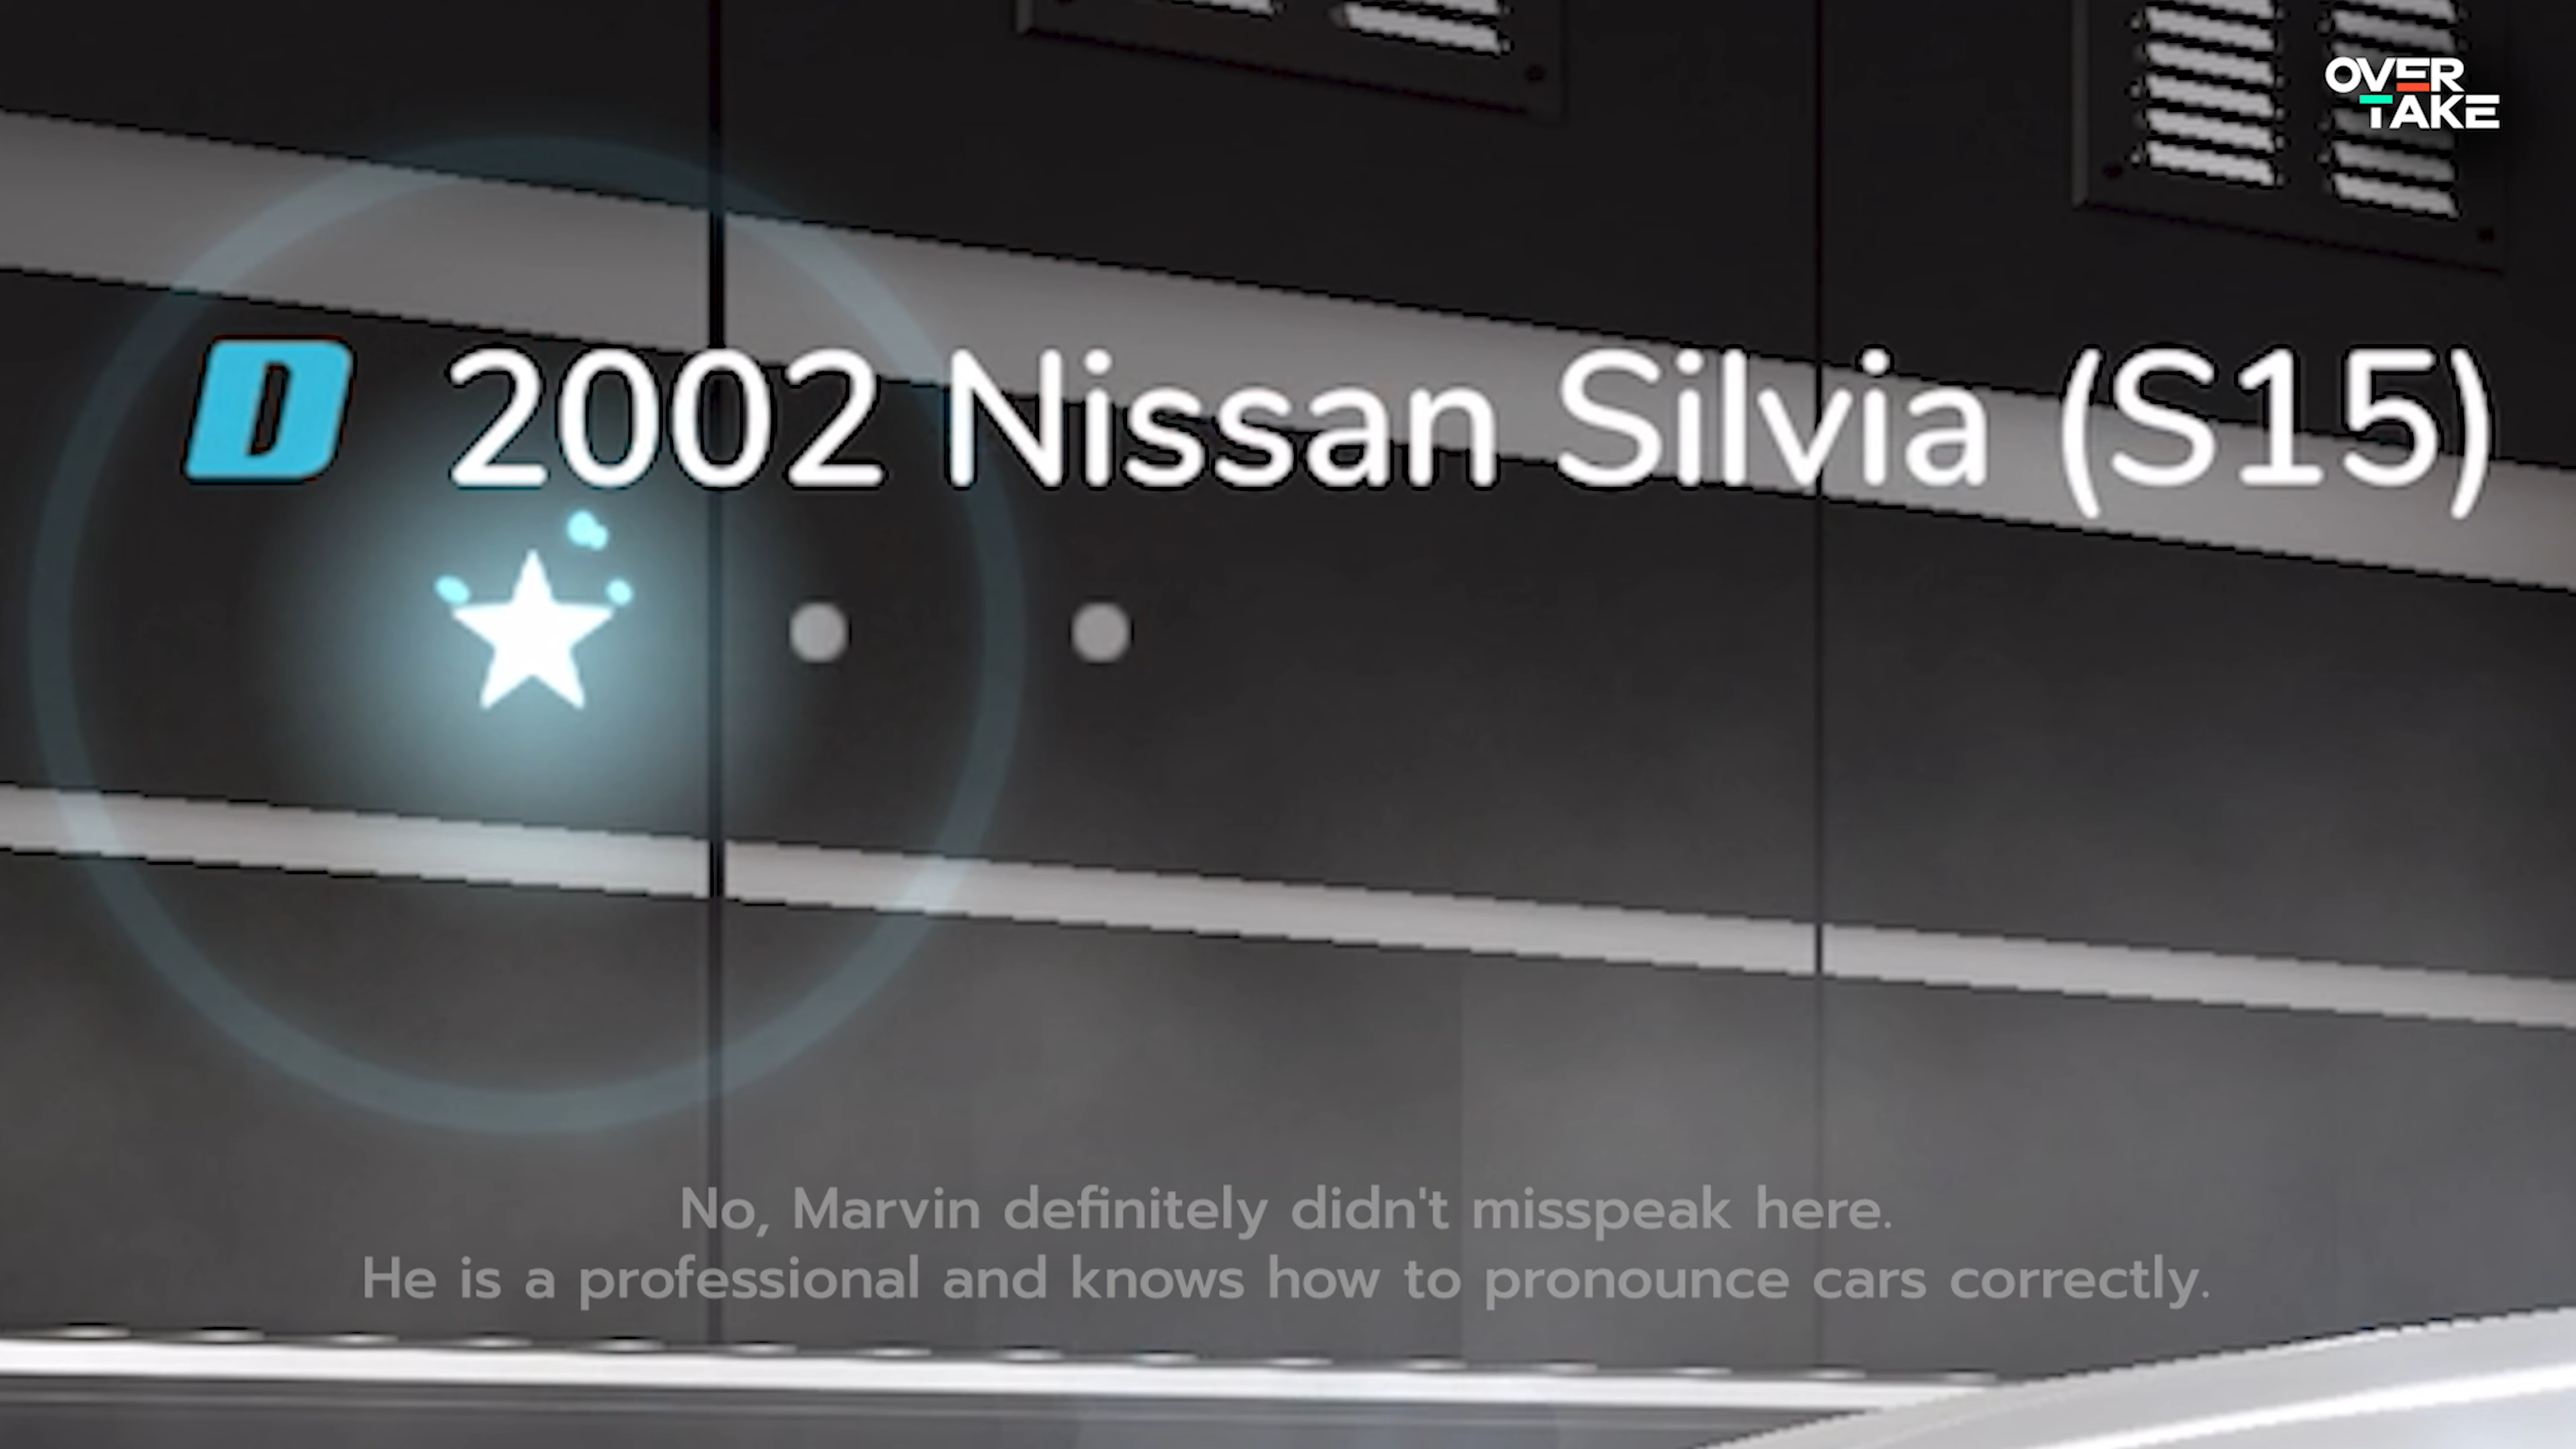 OVER
TAKE
D 2002 Nissan Silvia (S15)
No, Marvin definitely didn't misspeak here.
He is a professional and knows how to pronounce cars correctly.